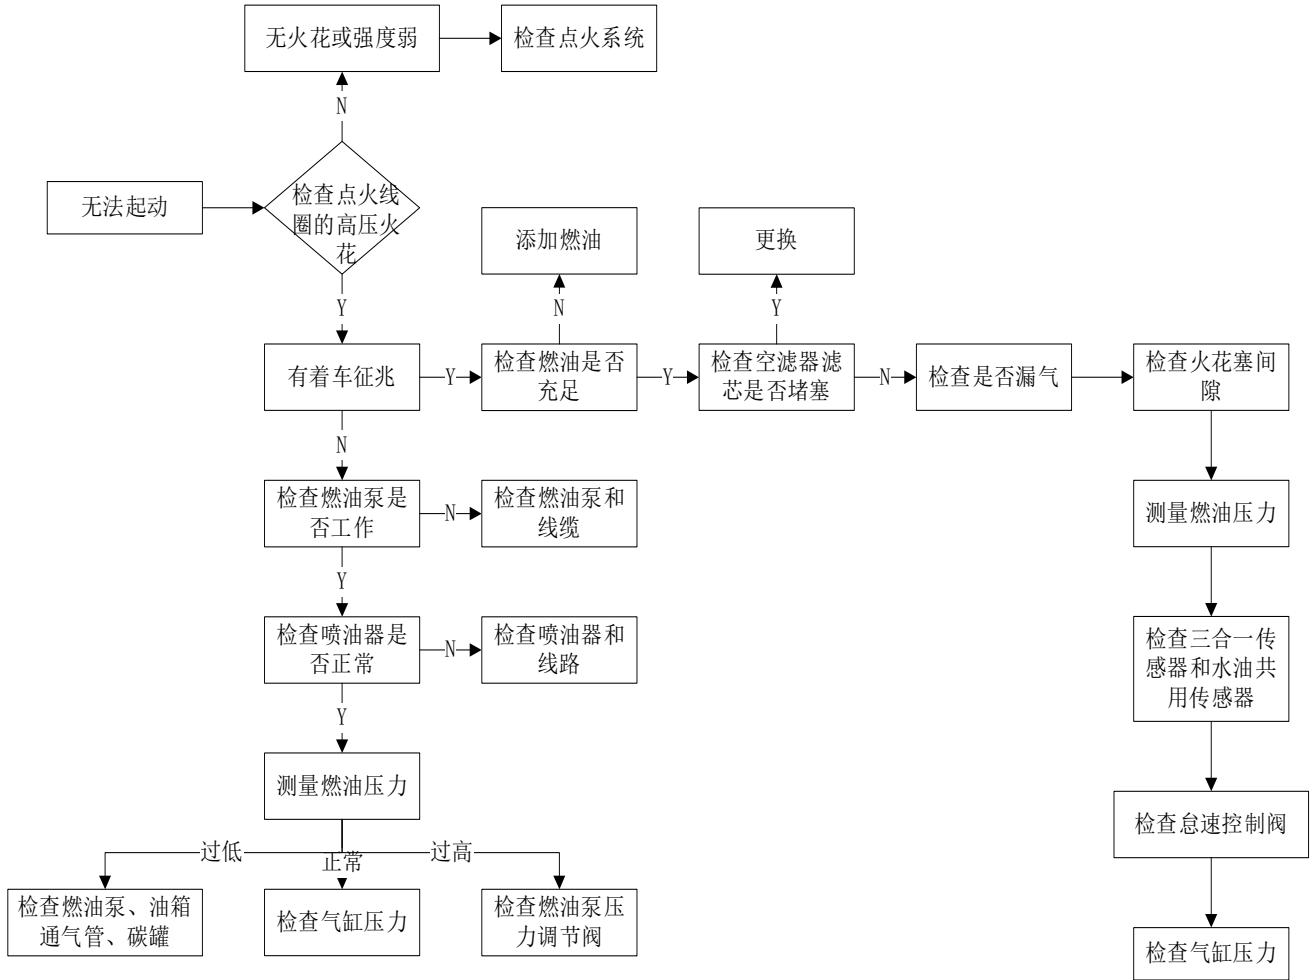 无火花或强度弱
检查点火系统
N
无法起动
检查点火线
圈的高压火
花
添加燃油
更换
Y
N
Y
有着车征兆
Y
检查燃油是否
充足
Y
检查空滤器滤
芯是否堵塞
N
检查是否漏气
检查火花塞间
隙
N
检查燃油泵是
否工作
N
检查燃油泵和
线缆
测量燃油压力
Y
检查喷油器是
否正常
N
检查喷油器和
线路
检查三合一传
感器和水油共
用传感器
Y
测量燃油压力
检查怠速控制阀
过低
正常
过高
检查燃油泵、油箱
通气管、碳罐
检查气缸压力
检查燃油泵压
力调节阀
检查气缸压力